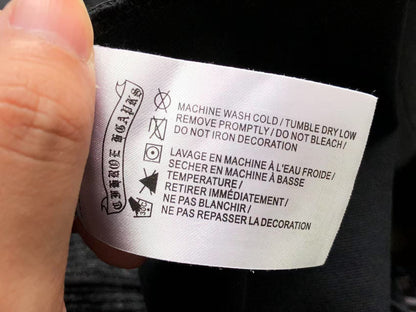 MACHINE WASH COLD / TUMBLE DRY LOW
REMOVE PROMPTLY / DO NOT BLEACH /
DO NOT IRON DECORATION
LAVAGE EN MACHINE À L'EAU FROIDE/
SECHER EN MACHINE À BASSE
TEMPERATURE /
RETIRER IMMÉDIATEMENT /
NE PAS BLANCHIR /
NE PAS REPASSER LA DECORATION